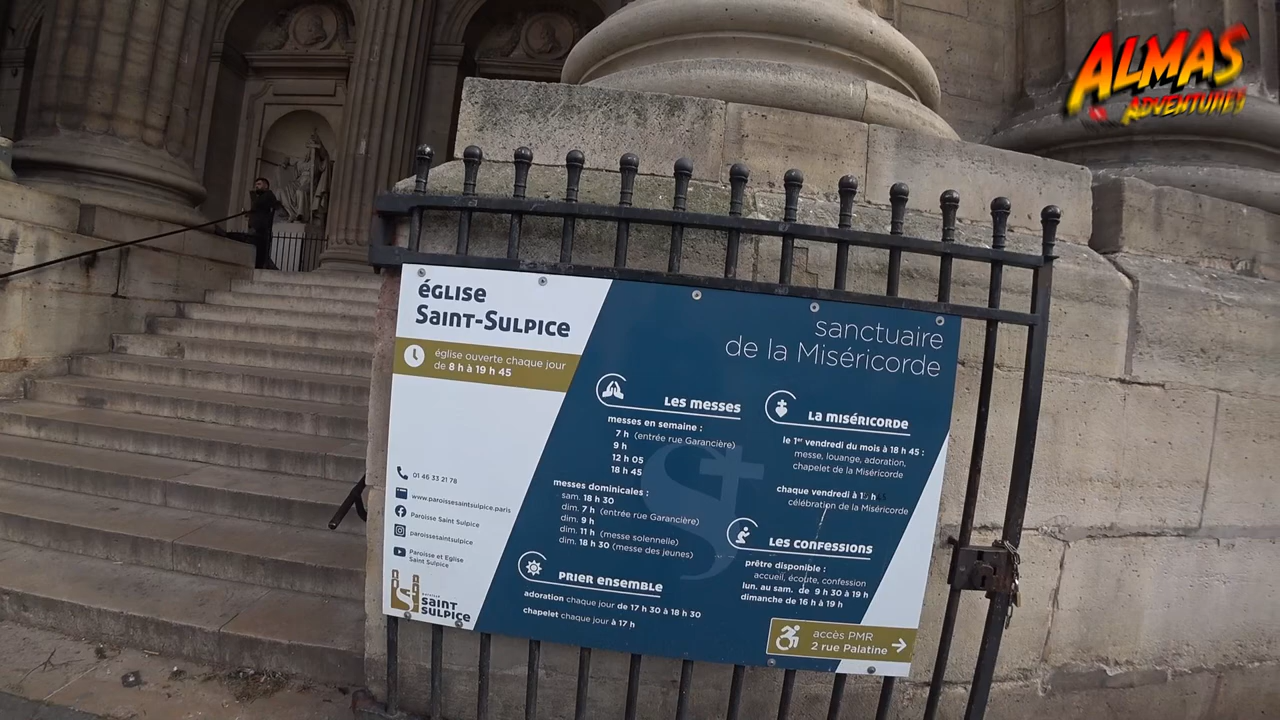 ALMAS
ADVENTURES
église
Saint-Sulpice
église ouverte chaque jour
de 8 h à 19 45
01 46 33 21 78
www.paroissesaintsulpice.paris
Paroisse Saint Sulpice
paroissesaintsulpice
Paroisse et Eglise
Saint Sulpice
SAINT
SULPICE
sanctuaire
de la Miséricorde
Les messes
messes en semaine :
7 h (entrée rue Garancière)
9 h
12 h 05
18 h 45
messes dominicales :
sam. 18 h 30
dim. 7 h (entrée rue Garancière)
dim. 9 h
dim. 11 h (messe solennelle)
dim. 18 h 30 (messe des jeunes)
Prier ensemble
adoration chaque jour de 17 h 30 à 18 h 30
chapelet chaque jour à 17 h
La miséricorde
le 1er vendredi du mois à 18 h 45 :
messe, louange, adoration,
chapelet de la Miséricorde
chaque vendredi à
célébration de la Miséricorde
Les confessions
prêtre disponible :
accueil, écoute, confession
lun. au sam. de 9 h 30 à 19 h
dimanche de 16 h à 19 h
accès PMR
2 rue Palatine